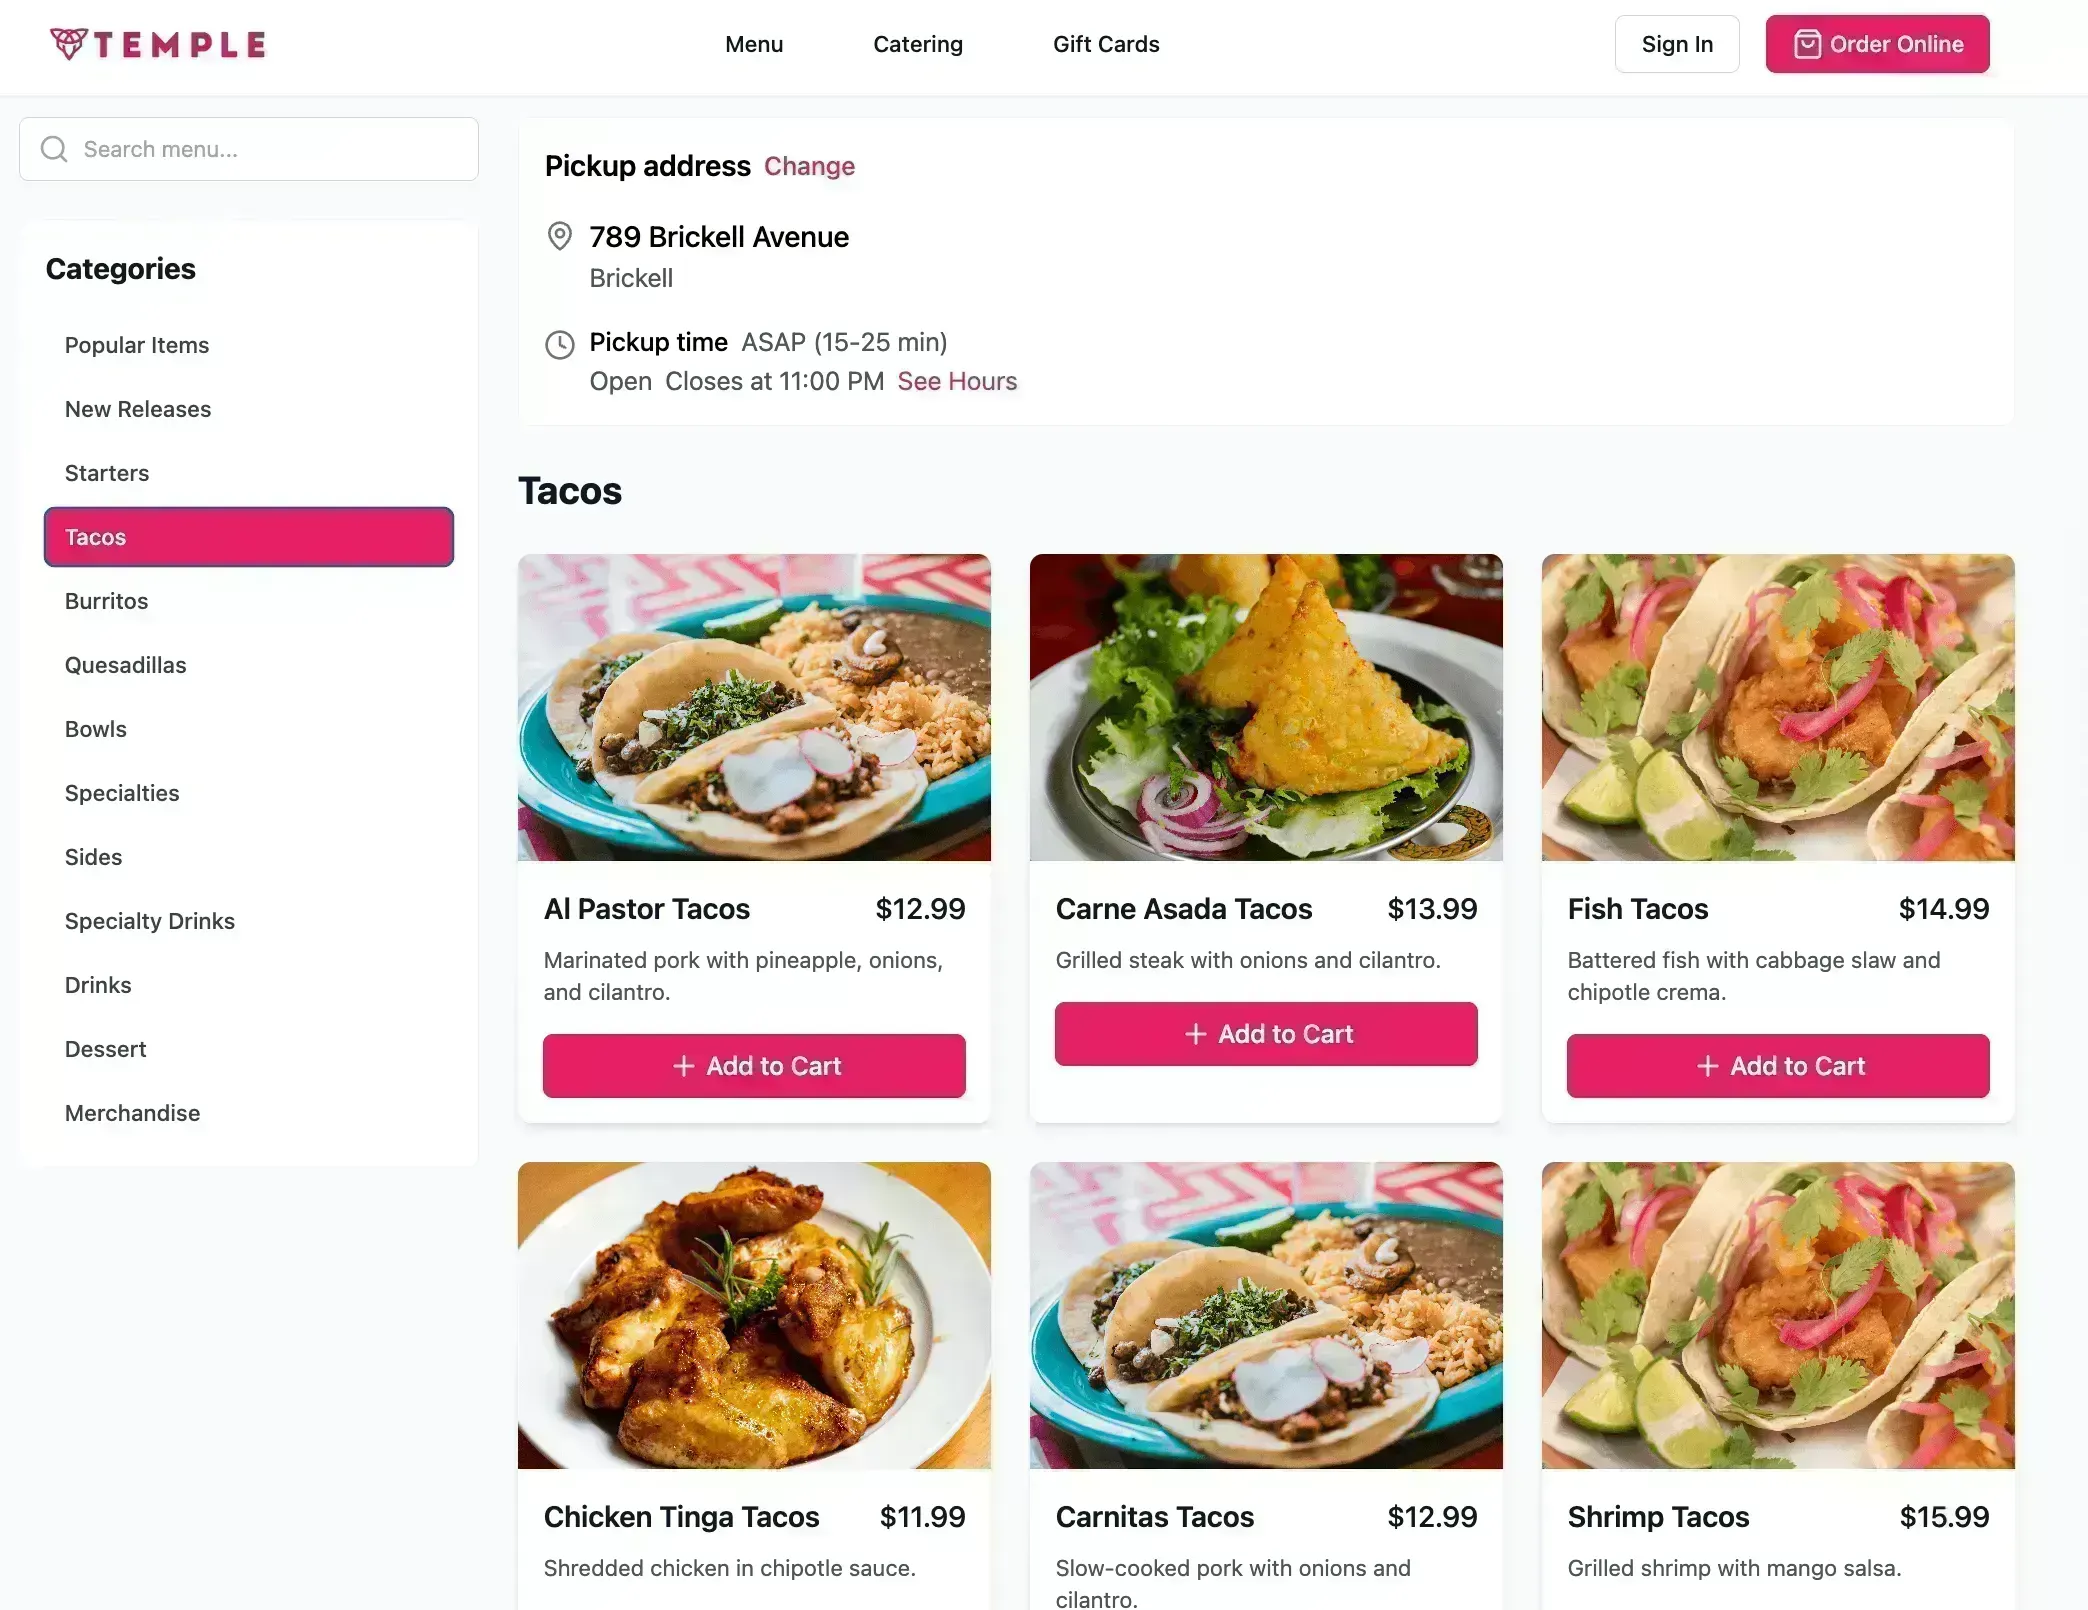 TEMPLE
Menu
Catering
Gift Cards
Sign In
Order Online
Search menu...
Categories
Popular Items
New Releases
Starters
Tacos
Burritos
Quesadillas
Bowls
Specialties
Sides
Specialty Drinks
Drinks
Dessert
Merchandise
Pickup address Change
789 Brickell Avenue
Brickell
Pickup time ASAP (15-25 min)
Open Closes at 11:00 PM See Hours
Tacos
Al Pastor Tacos $12.99
Marinated pork with pineapple, onions,
and cilantro.
+ Add to Cart
Carne Asada Tacos $13.99
Grilled steak with onions and cilantro.
+ Add to Cart
Fish Tacos $14.99
Battered fish with cabbage slaw and
chipotle crema.
+ Add to Cart
Chicken Tinga Tacos $11.99
Shredded chicken in chipotle sauce.
Carnitas Tacos $12.99
Slow-cooked pork with onions and
cilantro.
Shrimp Tacos $15.99
Grilled shrimp with mango salsa.